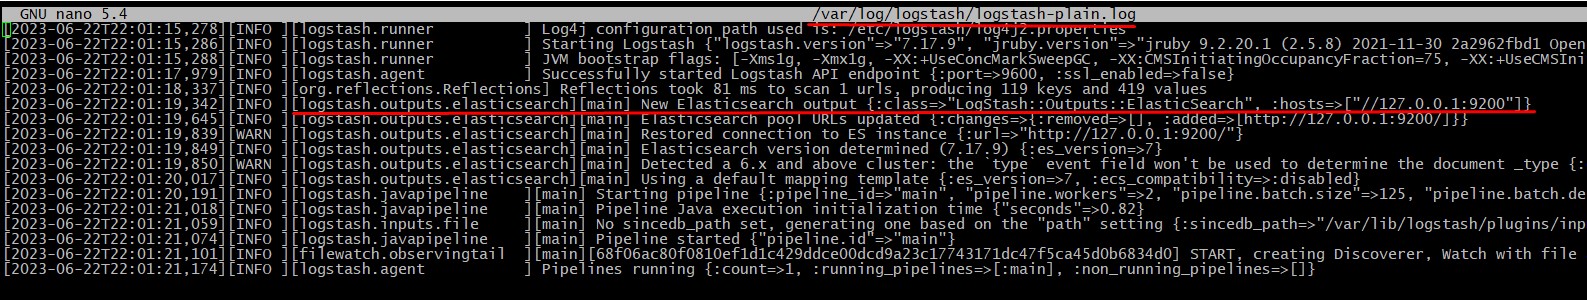 GNU nano 5.4 /var/log/logstash/logstash-plain.log
[2023-06-22T22:01:15,278][INFO ][logstash.runner ] Log4j configuration path used is: /etc/logstash/log4j2.properties
[2023-06-22T22:01:15,286][INFO ][logstash.runner ] Starting Logstash {"logstash.version"=>"7.17.9", "jruby.version"=>"jruby 9.2.20.1 (2.5.8) 2021-11-30 2a2962fbd1 Open
[2023-06-22T22:01:15,288][INFO ][logstash.runner ] JVM bootstrap flags: [-Xms1g, -Xmx1g, -XX:+UseConcMarkSweepGC, -XX:CMSInitiatingOccupancyFraction=75, -XX:+UseCMSIni
[2023-06-22T22:01:17,979][INFO ][logstash.agent ] Successfully started Logstash API endpoint {:port=>9600, :ssl_enabled=>false}
[2023-06-22T22:01:18,337][INFO ][org.reflections.Reflections] Reflections took 81 ms to scan 1 urls, producing 119 keys and 419 values
[2023-06-22T22:01:19,342][INFO ][logstash.outputs.elasticsearch][main] New Elasticsearch output {:class=>"LogStash::Outputs::ElasticSearch", :hosts=>["//127.0.0.1:9200"]}
[2023-06-22T22:01:19,645][INFO ][logstash.outputs.elasticsearch][main] Elasticsearch pool URLs updated {:changes=>{:removed=>[], :added=>[http://127.0.0.1:9200/]}}
[2023-06-22T22:01:19,839][WARN ][logstash.outputs.elasticsearch][main] Restored connection to ES instance {:url=>"http://127.0.0.1:9200/"}
[2023-06-22T22:01:19,849][INFO ][logstash.outputs.elasticsearch][main] Elasticsearch version determined (7.17.9) {:es_version=>7}
[2023-06-22T22:01:19,850][WARN ][logstash.outputs.elasticsearch][main] Detected a 6.x and above cluster: the `type` event field won't be used to determine the document _type {:
[2023-06-22T22:01:20,017][INFO ][logstash.outputs.elasticsearch][main] Using a default mapping template {:es_version=>7, :ecs_compatibility=>:disabled}
[2023-06-22T22:01:20,191][INFO ][logstash.javapipeline ][main] Starting pipeline {:pipeline_id=>"main", "pipeline.workers"=>2, "pipeline.batch.size"=>125, "pipeline.batch.de
[2023-06-22T22:01:21,018][INFO ][logstash.javapipeline ][main] Pipeline Java execution initialization time {"seconds"=>0.82}
[2023-06-22T22:01:21,059][INFO ][logstash.inputs.file ][main] No sincedb_path set, generating one based on the "path" setting {:sincedb_path=>"/var/lib/logstash/plugins/inp
[2023-06-22T22:01:21,074][INFO ][logstash.javapipeline ][main] Pipeline started {"pipeline.id"=>"main"}
[2023-06-22T22:01:21,101][INFO ][filewatch.observingtail ][main][68f06ac80f0810ef1d1c429ddce00dcd9a23c17743171dc47f5ca45d0b6834d0] START, creating Discoverer, Watch with file
[2023-06-22T22:01:21,174][INFO ][logstash.agent ] Pipelines running {:count=>1, :running_pipelines=>[:main], :non_running_pipelines=>[]}